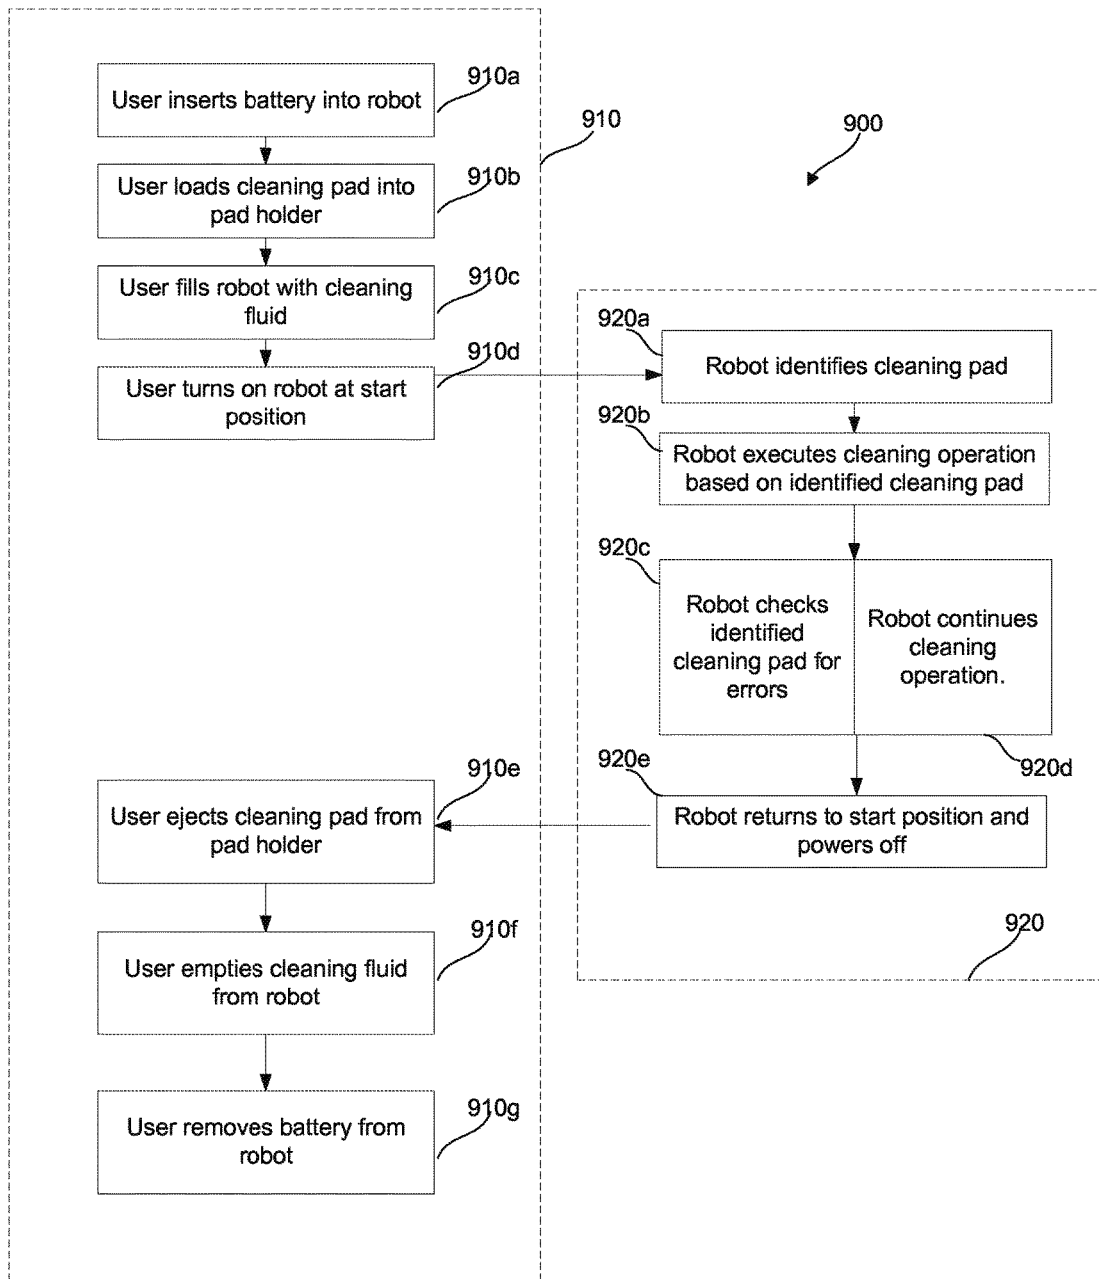 910a
User inserts battery into robot
910
900
User loads cleaning pad into
pad holder
910b
User fills robot with cleaning
fluid
910c
910d
User turns on robot at start
position
920a
Robot identifies cleaning pad
920b
Robot executes cleaning operation
based on identified cleaning pad
920c
Robot checks
identified
cleaning pad for
errors
Robot continues
cleaning
operation.
920d
920e
Robot returns to start position and
powers off
920
910e
User ejects cleaning pad from
pad holder
910f
User empties cleaning fluid
from robot
910g
User removes battery from
robot